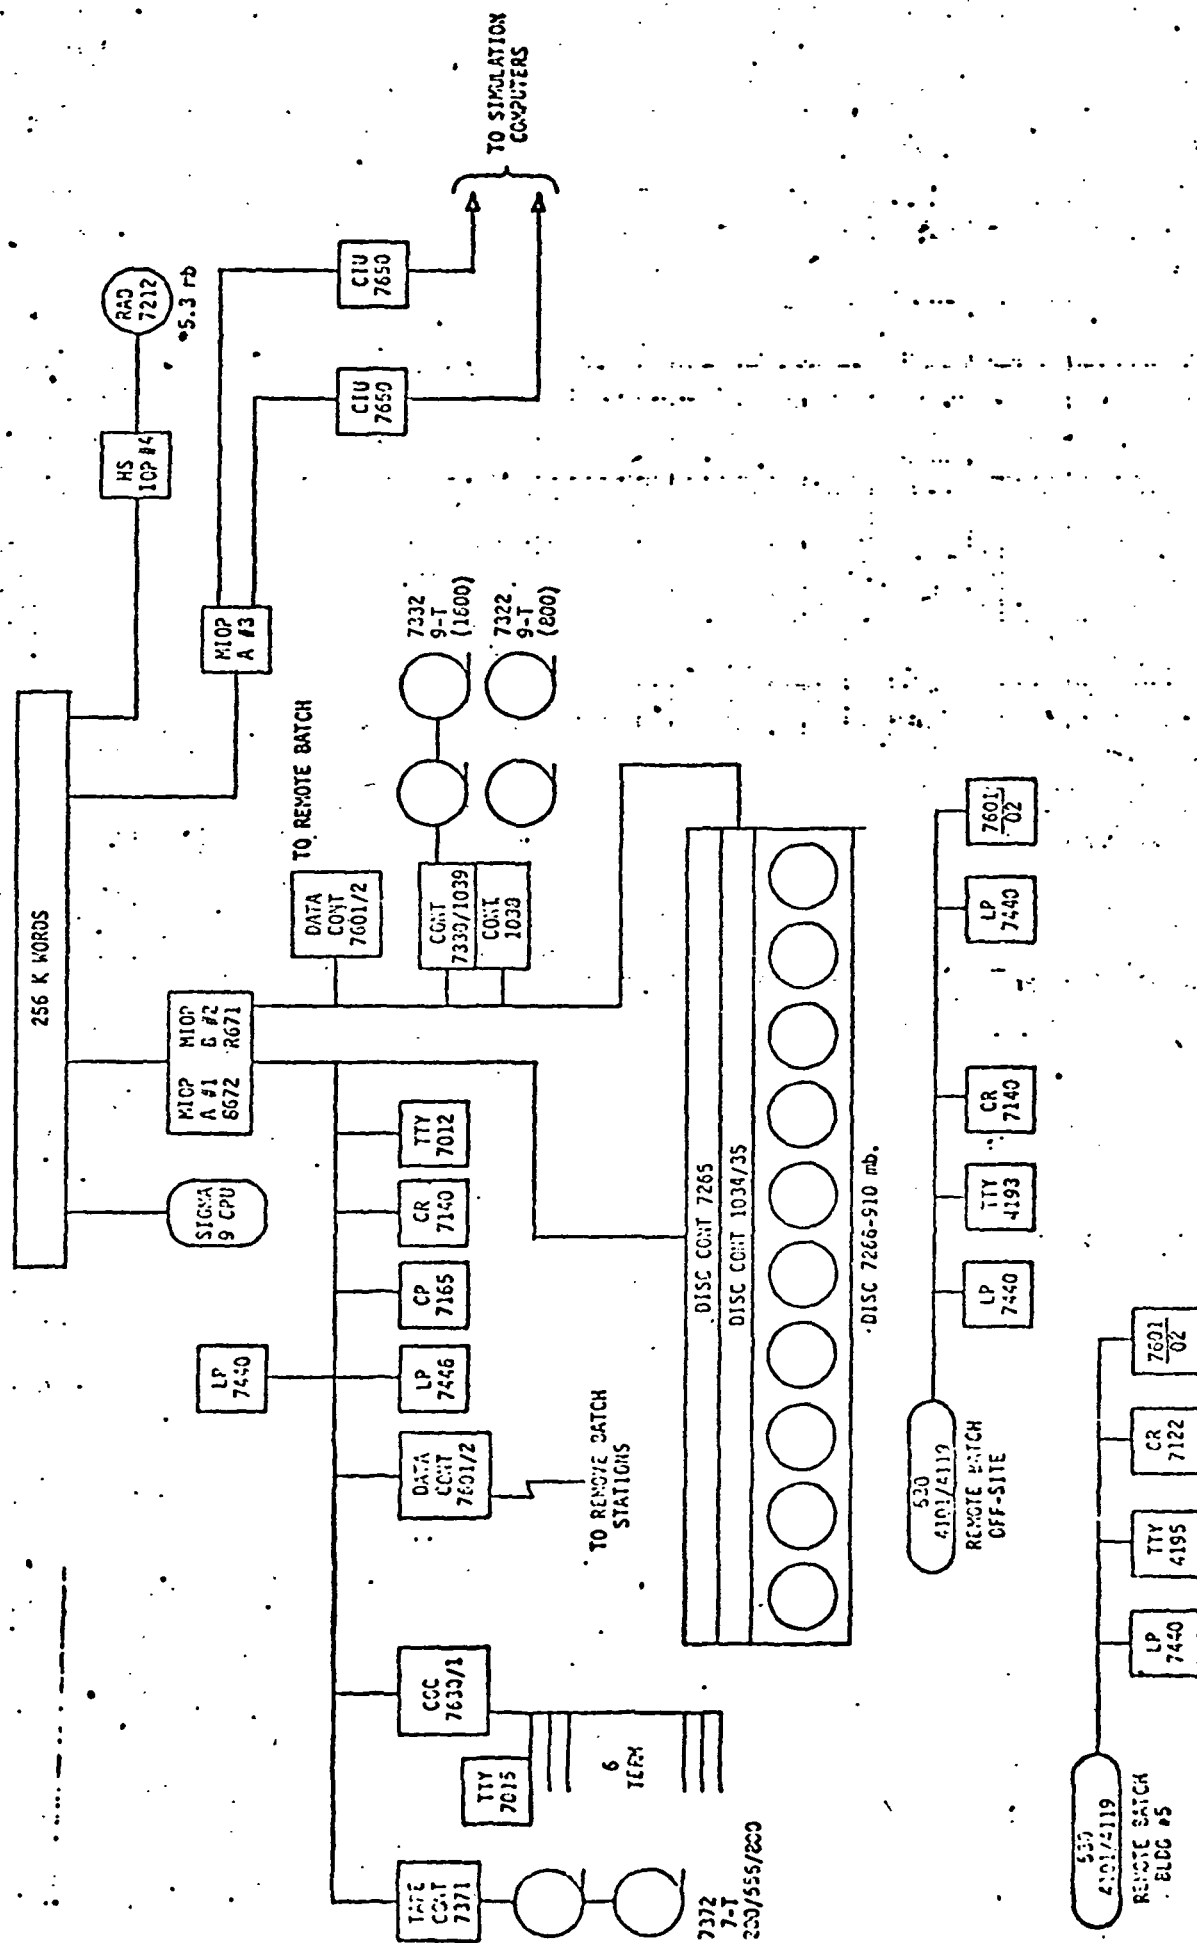 256 K WORDS
SIGMA
9 CPU
MIOP
A #1
8672
MIOP
B #2
8671
MIOP
A #3
HS
IOP #4
RAD
7212
5.3 mb
CIU
7650
CIU
7650
TO SIMULATION
COMPUTERS
LP
7440
TO REMOTE BATCH
DATA
CONT
7601/2
CONT
7330/1039
CONT
1030
7332
9-T
(1600)
7322
9-T
(800)
TAPE
CONT
7371
7372
7-T
200/556/800
COC
7630/1
TTY
7015
6
TERM
DATA
CONT
7601/2
TO REMOVE BATCH
STATIONS
LP
7446
CP
7165
CR
7140
TTY
7012
DISC CONT 7265
DISC CONT 1034/35
DISC 7266-910 mb.
530
4101/4119
REMOTE BATCH
OFF-SITE
LP
7440
TTY
4193
CR
7140
LP
7440
7601
02
530
4101/4119
REMOTE BATCH
BLDG #5
LP
7440
TTY
4195
CR
7122
7601
02